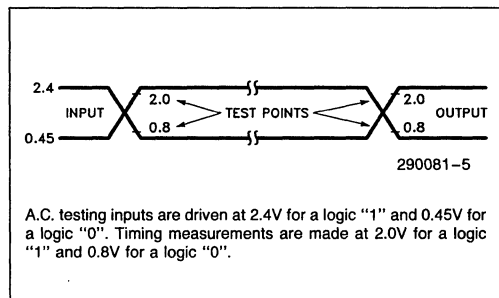 2.4
2.0
2.0
INPUT
TEST POINTS
OUTPUT
0.8
0.8
0.45
290081-5
A.C. testing inputs are driven at 2.4V for a logic "1" and 0.45V for
a logic "0". Timing measurements are made at 2.0V for a logic
"1" and 0.8V for a logic "0".